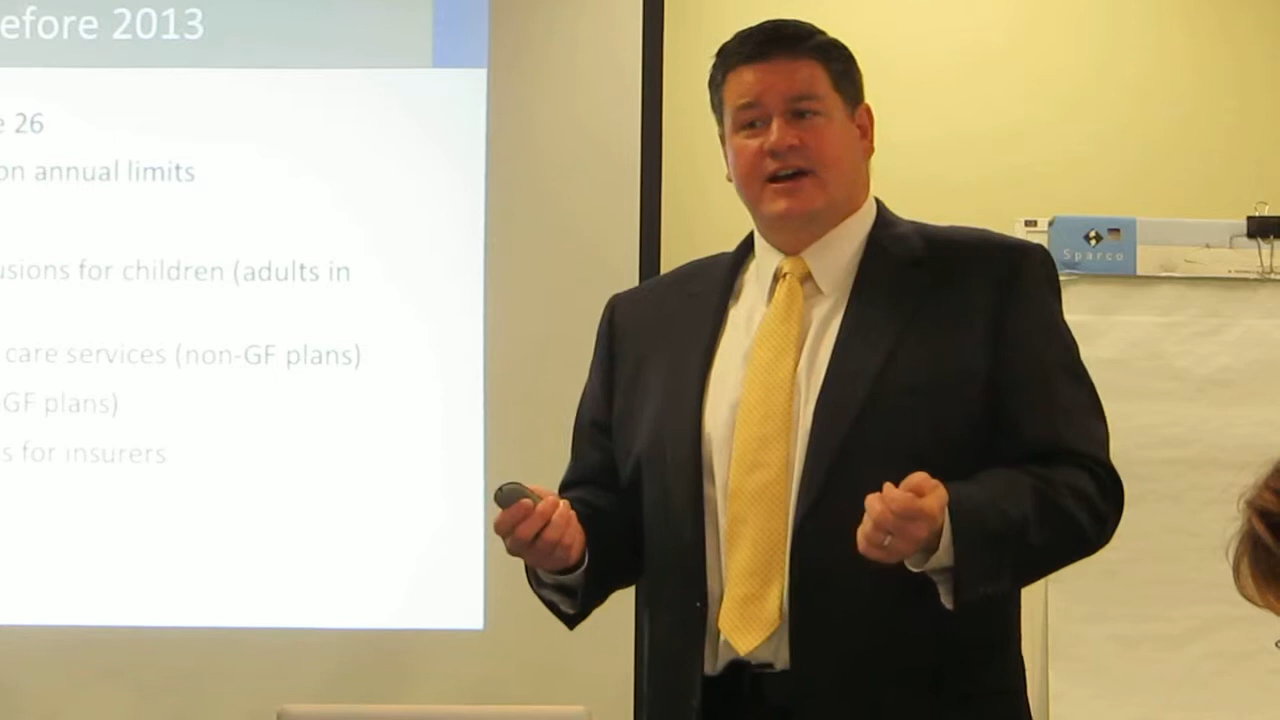 efore 2013
e 26
on annual limits
usions for children (adults in
care services (non-GF plans)
-GF plans)
s for insurers
Sparco